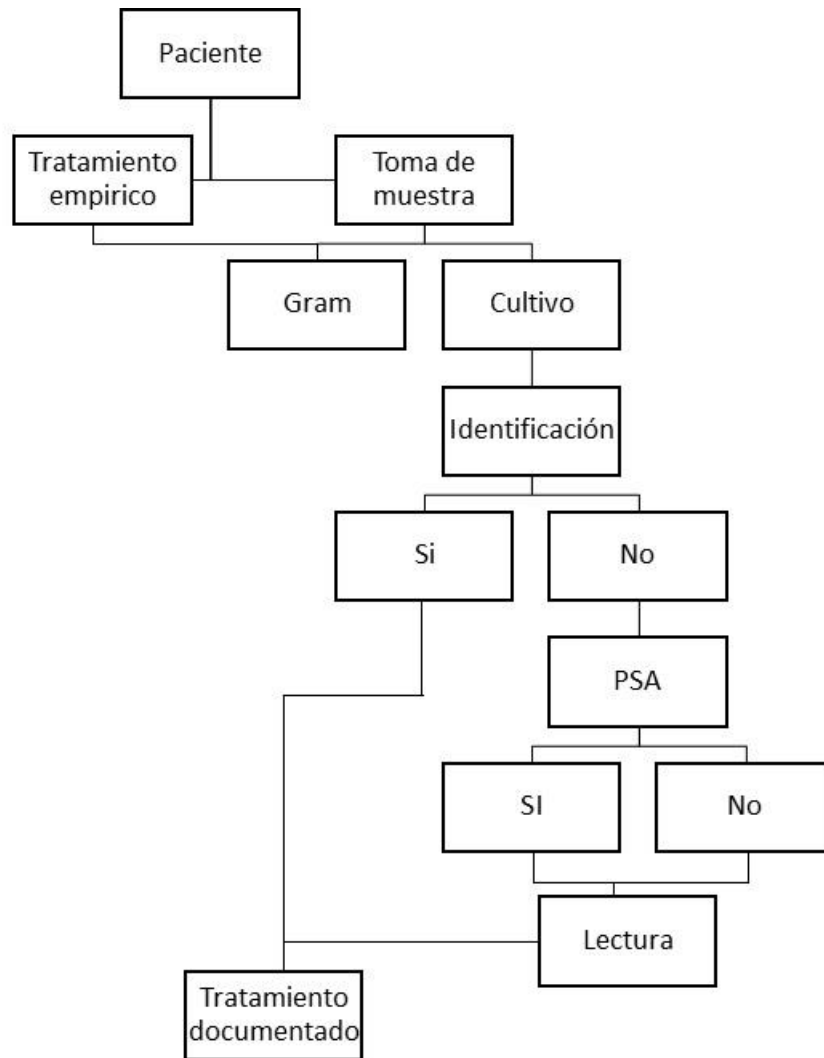 Paciente
Tratamiento
empirico
Toma de
muestra
Gram
Cultivo
Identificación
Si
No
PSA
SI
No
Lectura
Tratamiento
documentado